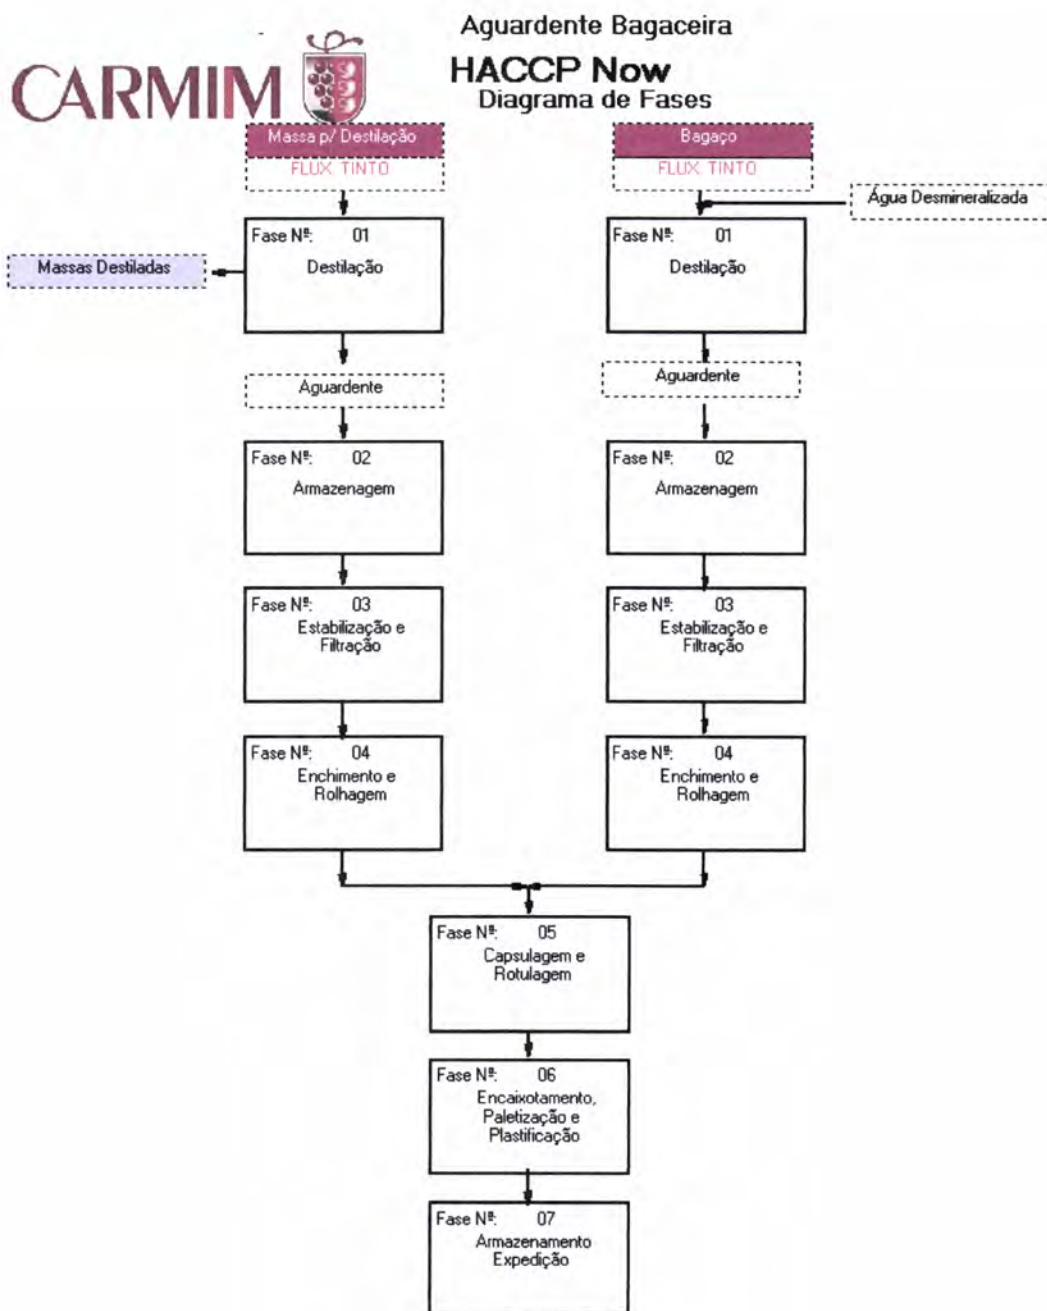 Aguardente Bagaceira
CARMIM
HACCP Now
Diagrama de Fases
Massa p/ Destilação
FLUX. TINTO
Bagaço
FLUX. TINTO
Água Desmineralizada
Fase Nº: 01
Destilação
Massas Destiladas
Fase Nº: 01
Destilação
Aguardente
Aguardente
Fase Nº: 02
Armazenagem
Fase Nº: 02
Armazenagem
Fase Nº: 03
Estabilização e
Filtração
Fase Nº: 03
Estabilização e
Filtração
Fase Nº: 04
Enchimento e
Rolhagem
Fase Nº: 04
Enchimento e
Rolhagem
Fase Nº: 05
Capsulagem e
Rotulagem
Fase Nº: 06
Encaixotamento,
Paletização e
Plastificação
Fase Nº: 07
Armazenamento
Expedição